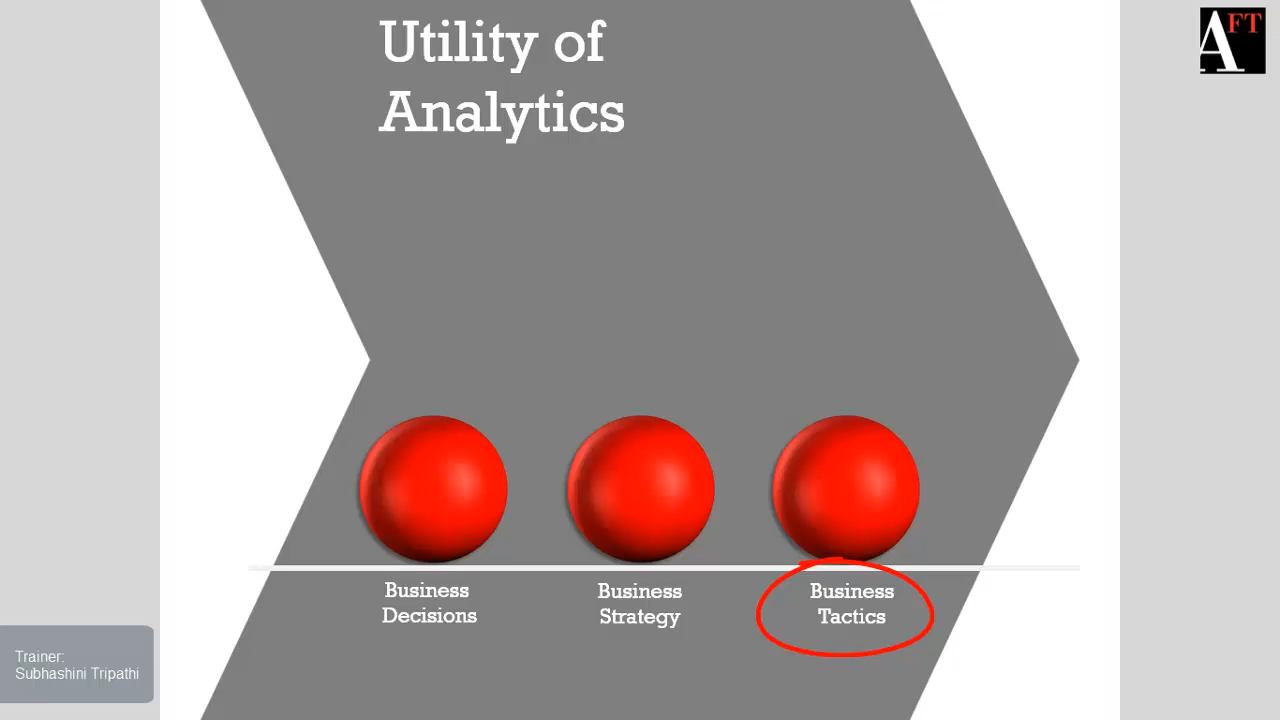 Utility of
Analytics
AFT
Business
Decisions
Business
Strategy
Business
Tactics
Trainer:
Subhashini Tripathi